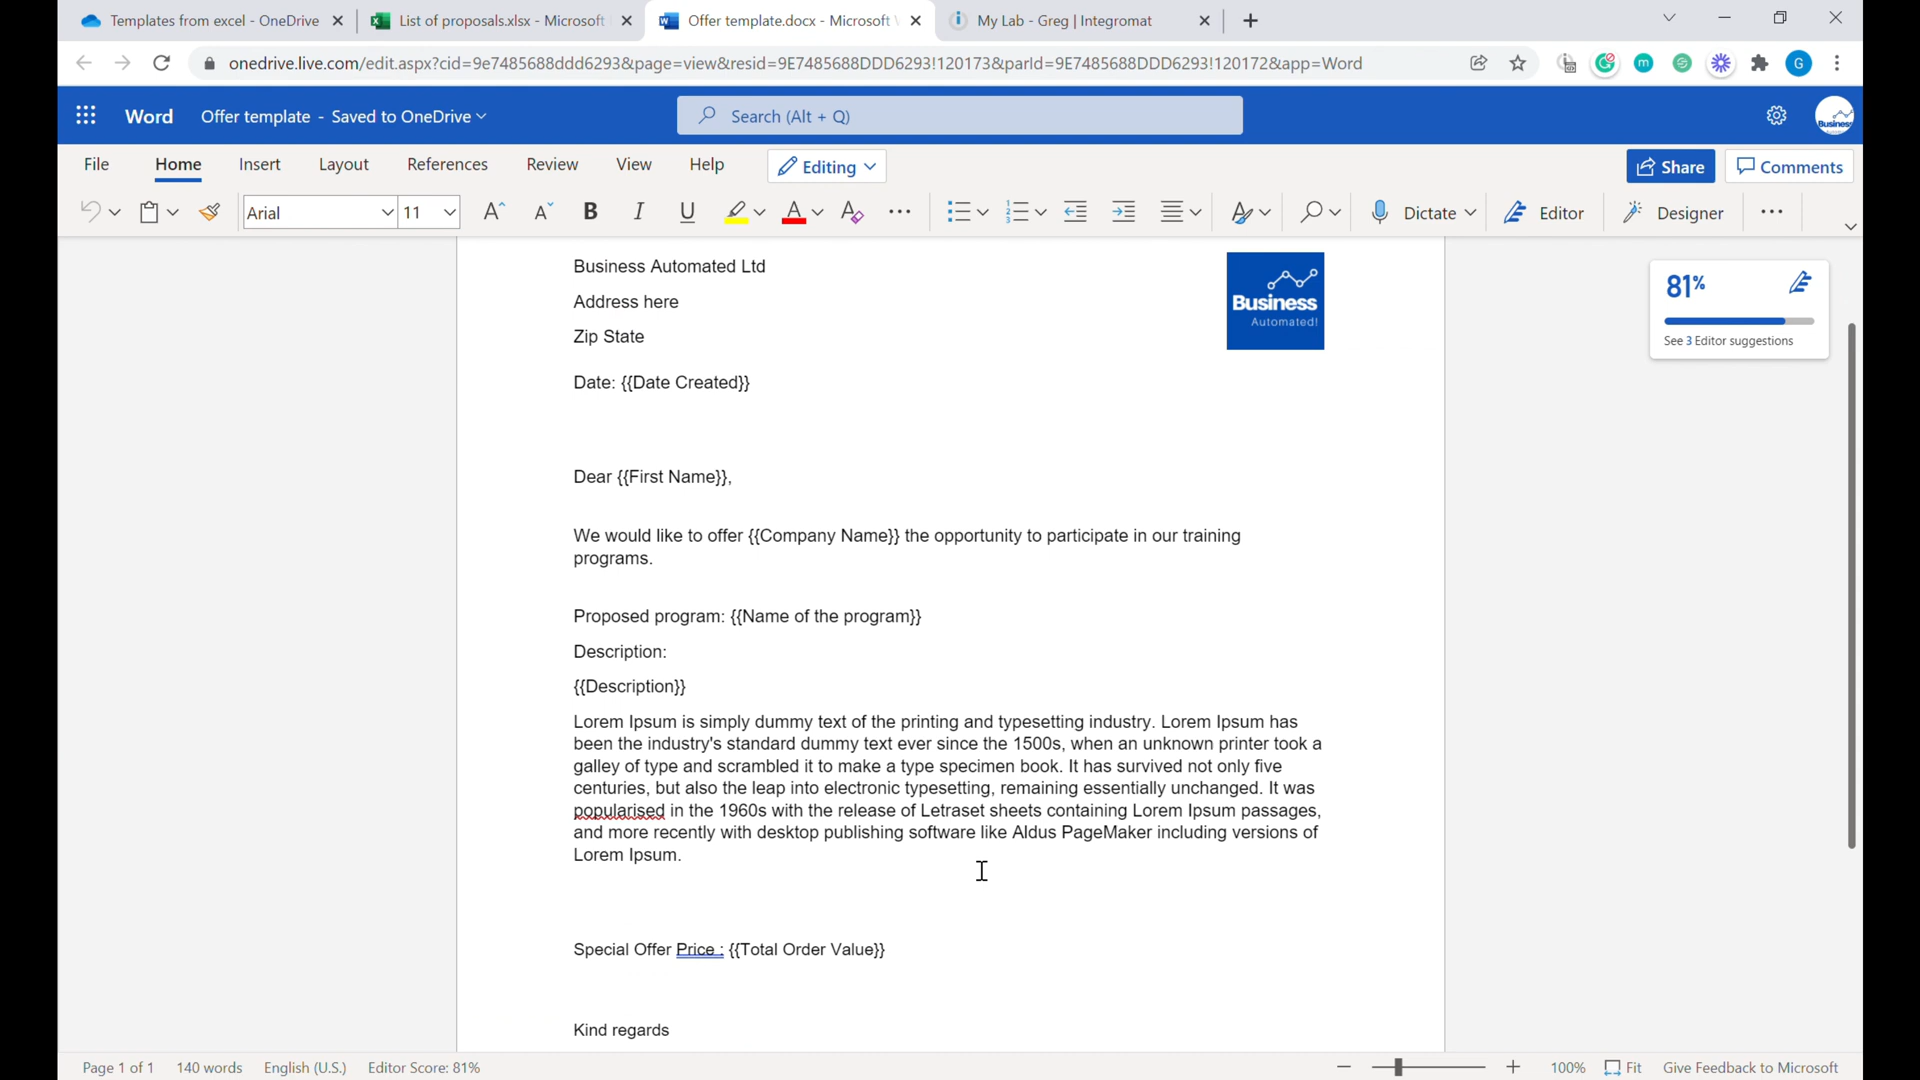 Templates from excel - OneDrive
List of proposals.xlsx - Microsoft
Offer template.docx - Microsoft
My Lab - Greg | Integromat
onedrive.live.com/edit.aspx?cid=9e7485688ddd6293&page=view&resid=9E7485688DDD6293!120173&parId=9E7485688DDD6293!120172&app=Word
G
Word
Offer template - Saved to OneDrive
Search (Alt + Q)
Business
File
Home
Insert
Layout
References
Review
View
Help
Editing
Share
Comments
Arial
11
Dictate
Editor
Designer
Business Automated Ltd
Address here
Zip State
Business
Automated!
81%
See 3 Editor suggestions
Date: {{Date Created}}
Dear {{First Name}},
We would like to offer {{Company Name}} the opportunity to participate in our training
programs.
Proposed program: {{Name of the program}}
Description:
{{Description}}
Lorem Ipsum is simply dummy text of the printing and typesetting industry. Lorem Ipsum has
been the industry's standard dummy text ever since the 1500s, when an unknown printer took a
galley of type and scrambled it to make a type specimen book. It has survived not only five
centuries, but also the leap into electronic typesetting, remaining essentially unchanged. It was
popularised in the 1960s with the release of Letraset sheets containing Lorem Ipsum passages,
and more recently with desktop publishing software like Aldus PageMaker including versions of
Lorem Ipsum.
Special Offer Price : {{Total Order Value}}
Kind regards
Page 1 of 1
140 words
English (U.S.)
Editor Score: 81%
100%
Fit
Give Feedback to Microsoft